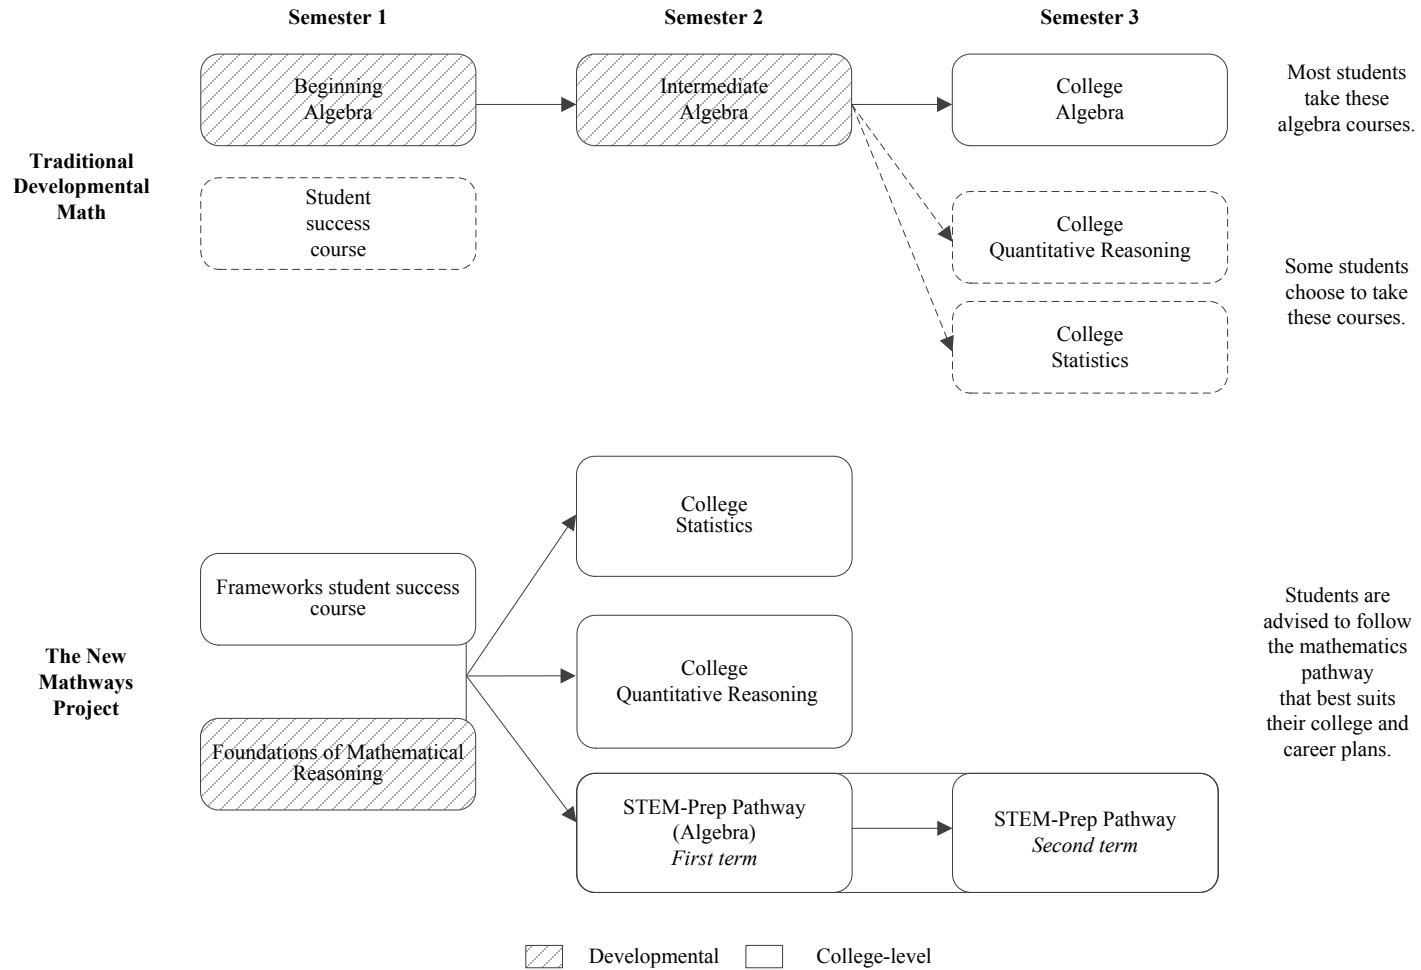 Semester 1
Semester 2
Semester 3
Traditional
Developmental
Math
Beginning
Algebra
Intermediate
Algebra
College
Algebra
Most students
take these
algebra courses.
Student
success
course
College
Quantitative Reasoning
College
Statistics
Some students
choose to take
these courses.
The New
Mathways
Project
Frameworks student success
course
Foundations of Mathematical
Reasoning
College
Statistics
College
Quantitative Reasoning
STEM-Prep Pathway
(Algebra)
First term
STEM-Prep Pathway
Second term
Students are
advised to follow
the mathematics
pathway
that best suits
their college and
career plans.
Developmental
College-level